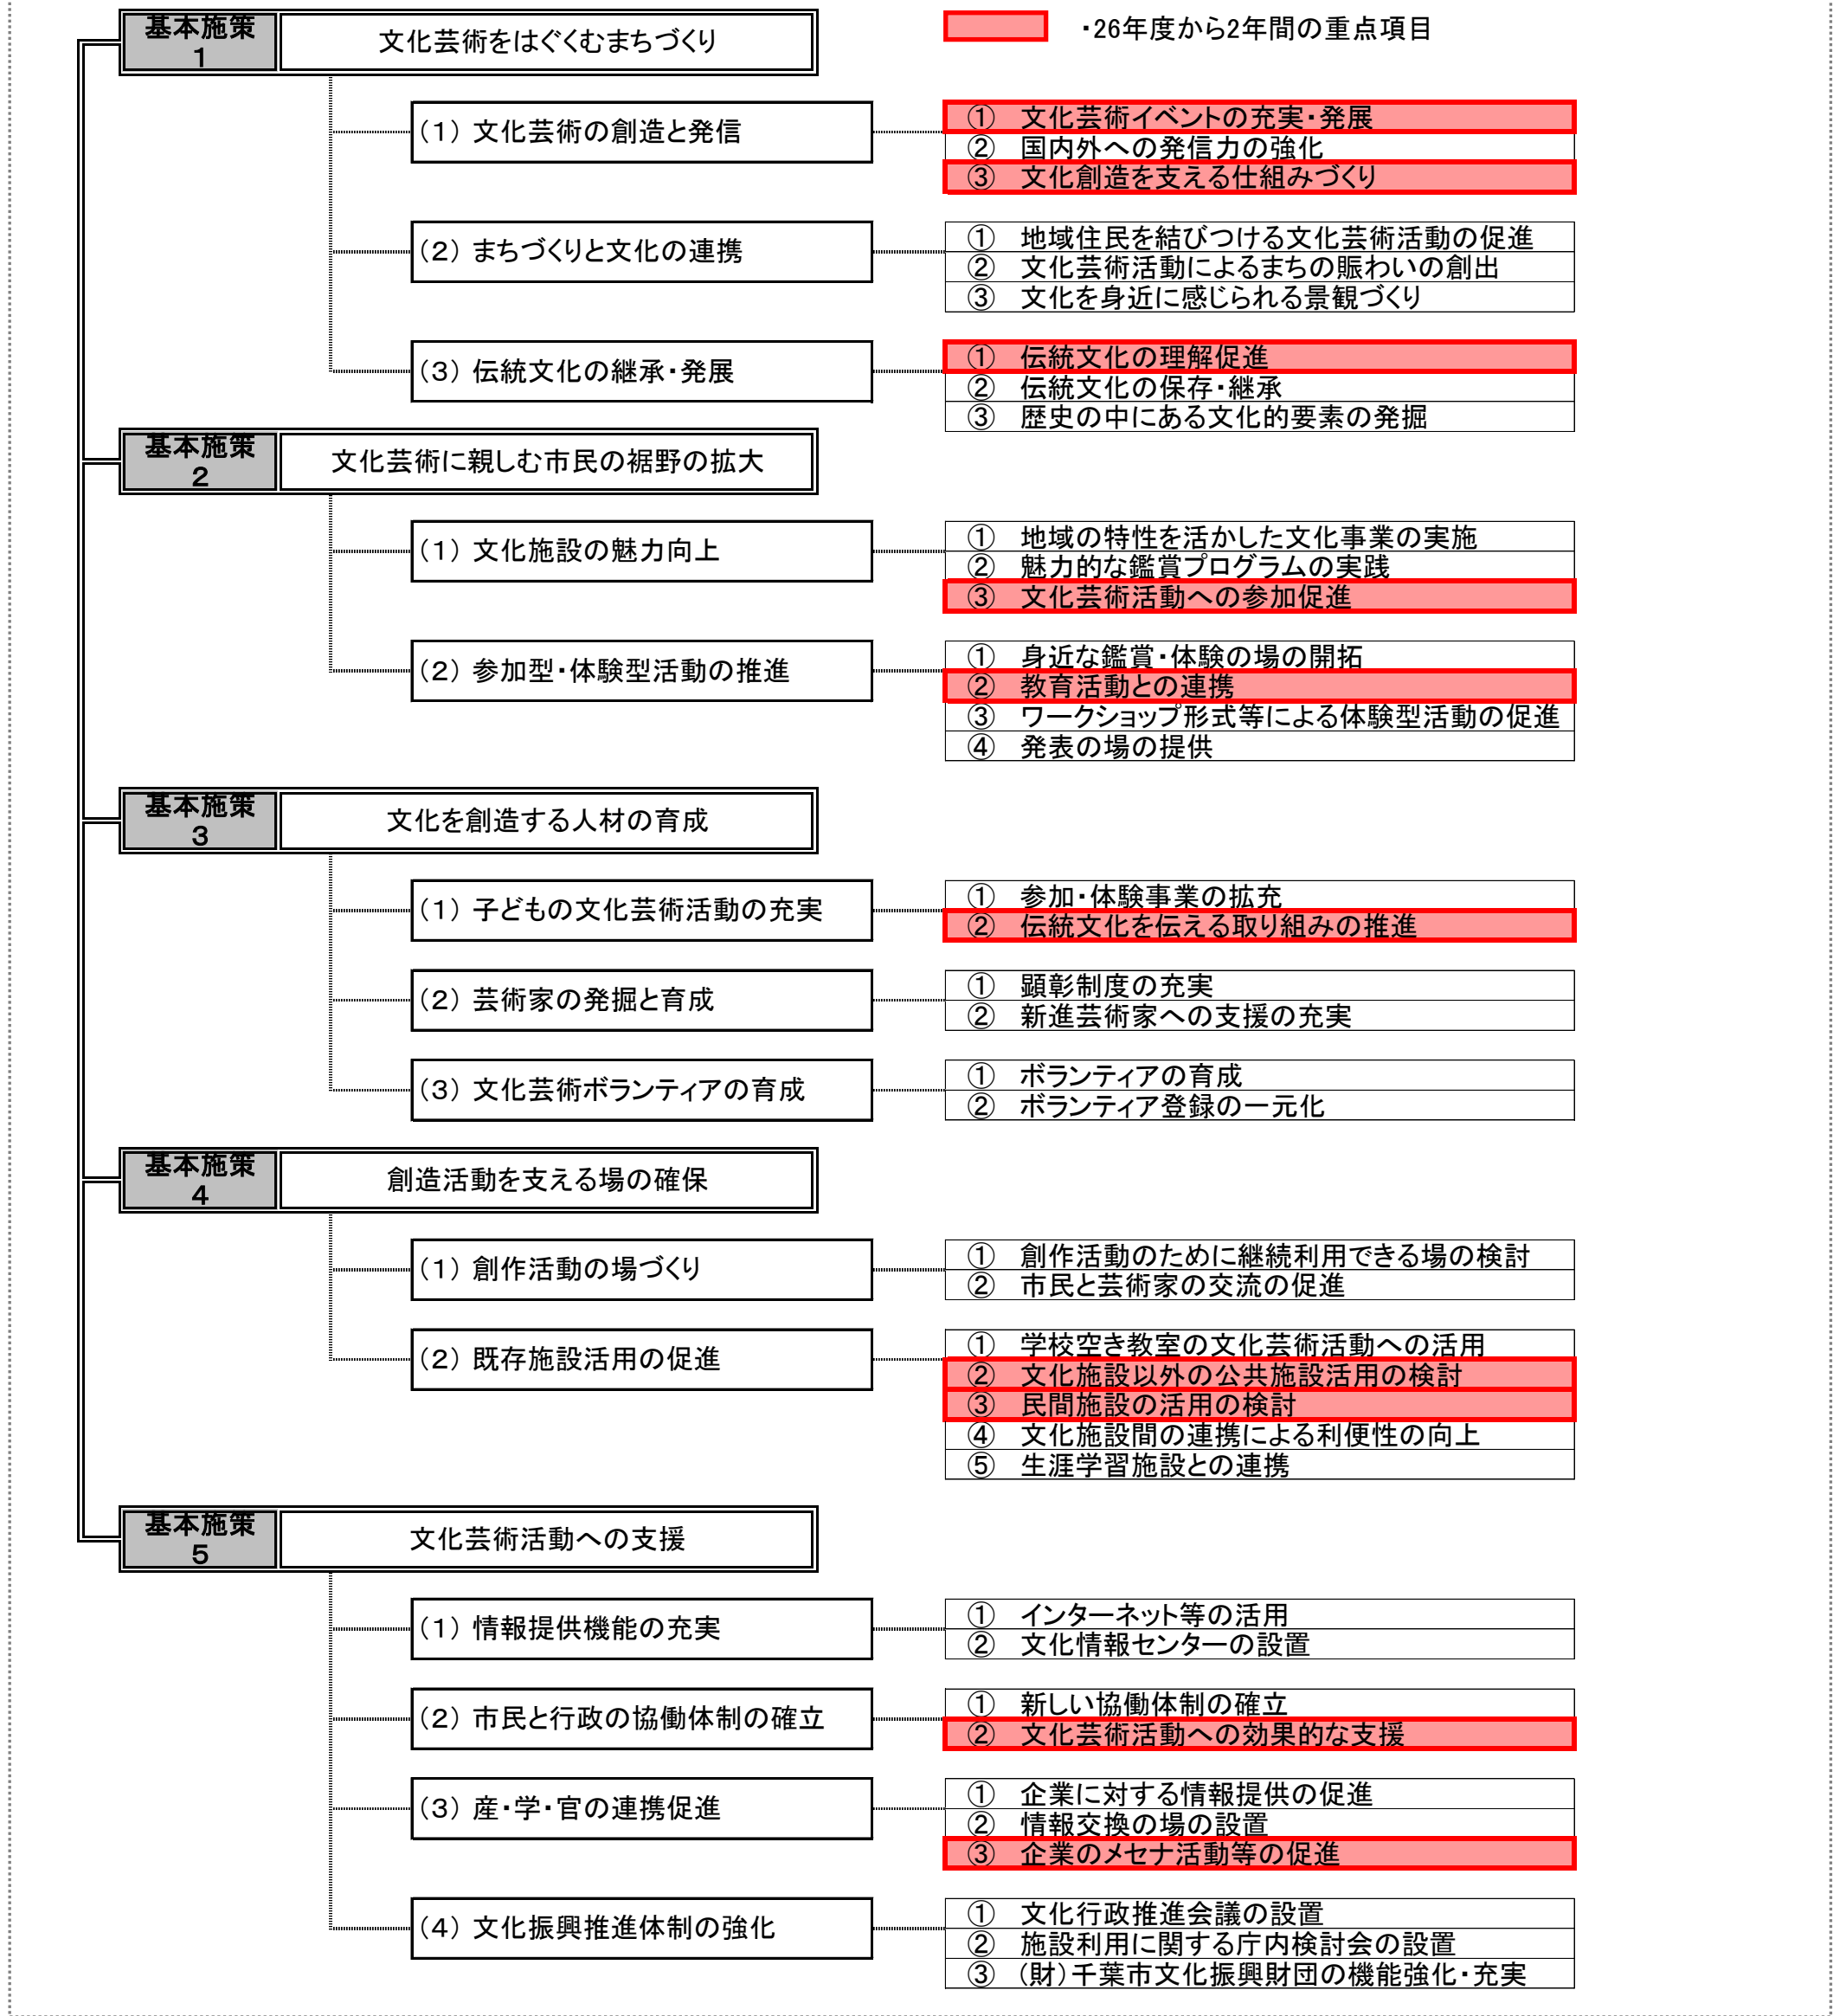 基本施策
1
文化芸術をはぐくむまちづくり
・26年度から2年間の重点項目
（1） 文化芸術の創造と発信
① 文化芸術イベントの充実・発展
② 国内外への発信力の強化
③ 文化創造を支える仕組みづくり
（2） まちづくりと文化の連携
① 地域住民を結びつける文化芸術活動の促進
② 文化芸術活動によるまちの賑わいの創出
③ 文化を身近に感じられる景観づくり
（3） 伝統文化の継承・発展
① 伝統文化の理解促進
② 伝統文化の保存・継承
③ 歴史の中にある文化的要素の発掘
基本施策
2
文化芸術に親しむ市民の裾野の拡大
（1） 文化施設の魅力向上
① 地域の特性を活かした文化事業の実施
② 魅力的な鑑賞プログラムの実践
③ 文化芸術活動への参加促進
（2） 参加型・体験型活動の推進
① 身近な鑑賞・体験の場の開拓
② 教育活動との連携
③ ワークショップ形式等による体験型活動の促進
④ 発表の場の提供
基本施策
3
文化を創造する人材の育成
（1） 子どもの文化芸術活動の充実
① 参加・体験事業の拡充
② 伝統文化を伝える取り組みの推進
（2） 芸術家の発掘と育成
① 顕彰制度の充実
② 新進芸術家への支援の充実
（3） 文化芸術ボランティアの育成
① ボランティアの育成
② ボランティア登録の一元化
基本施策
4
創造活動を支える場の確保
（1） 創作活動の場づくり
① 創作活動のために継続利用できる場の検討
② 市民と芸術家の交流の促進
（2） 既存施設活用の促進
① 学校空き教室の文化芸術活動への活用
② 文化施設以外の公共施設活用の検討
③ 民間施設の活用の検討
④ 文化施設間の連携による利便性の向上
⑤ 生涯学習施設との連携
基本施策
5
文化芸術活動への支援
（1） 情報提供機能の充実
① インターネット等の活用
② 文化情報センターの設置
（2） 市民と行政の協働体制の確立
① 新しい協働体制の確立
② 文化芸術活動への効果的な支援
（3） 産・学・官の連携促進
① 企業に対する情報提供の促進
② 情報交換の場の設置
③ 企業のメセナ活動等の促進
（4） 文化振興推進体制の強化
① 文化行政推進会議の設置
② 施設利用に関する庁内検討会の設置
③ （財）千葉市文化振興財団の機能強化・充実